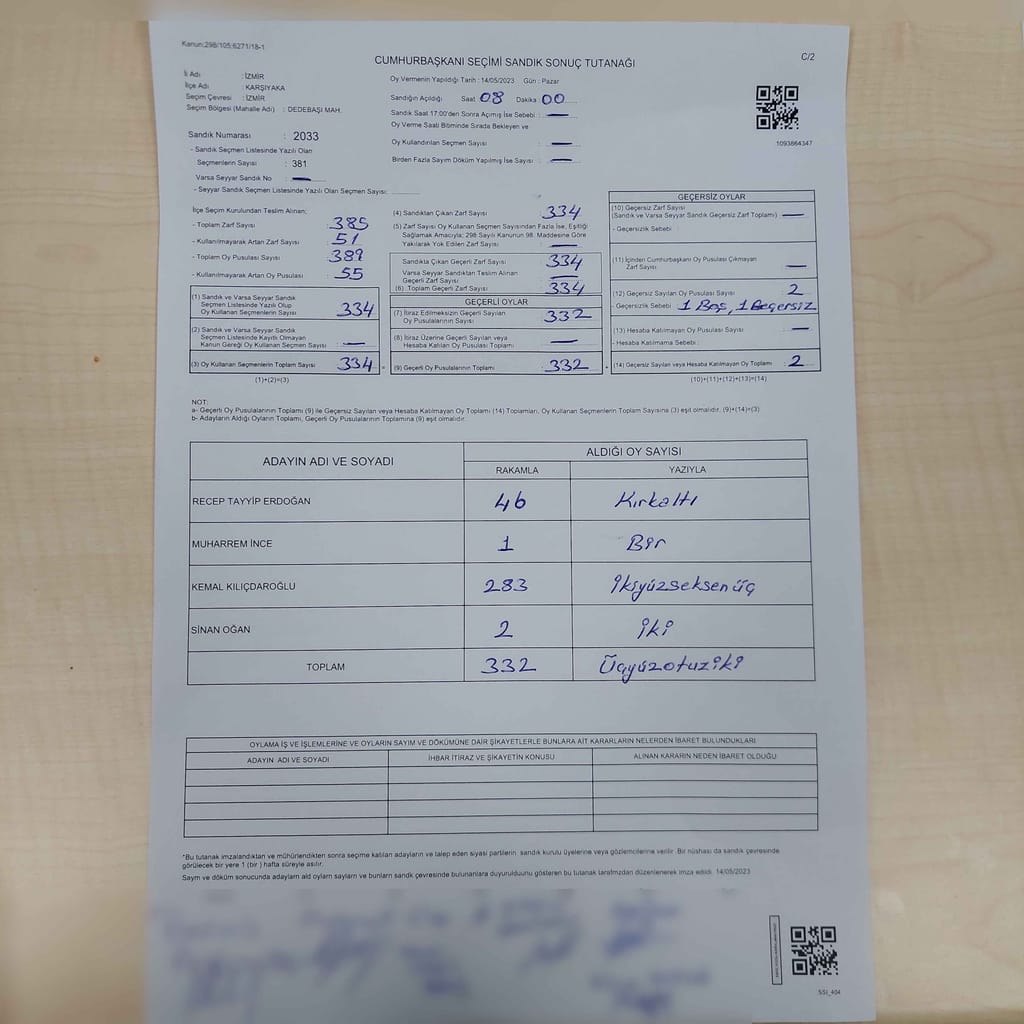 Kanun;298/105;6271/18-1
CUMHURBAŞKANI SEÇİMİ SANDIK SONUÇ TUTANAĞI
C/2
İl Adı : İZMİR
İlçe Adı : KARŞIYAKA
Seçim Çevresi : İZMİR
Seçim Bölgesi (Mahalle Adı) : DEDEBAŞI MAH.
Oy Vermenin Yapıldığı Tarih : 14/05/2023 Gün : Pazar
Sandığın Açıldığı Saat 08 Dakika 00
Sandık Saat 17:00'den Sonra Açımış İse Sebebi : —
Oy Verme Saati Bitiminde Sırada Bekleyen ve
Oy Kullandırılan Seçmen Sayısı : —
Birden Fazla Sayım Döküm Yapılmış İse Sayısı : —
1093864347
Sandık Numarası : 2033
- Sandık Seçmen Listesinde Yazılı Olan
Seçmenlerin Sayısı : 381
Varsa Seyyar Sandık No : —
- Seyyar Sandık Seçmen Listesinde Yazılı Olan Seçmen Sayısı:
İlçe Seçim Kurulundan Teslim Alınan;
- Toplam Zarf Sayısı : 385
- Kullanılmayarak Artan Zarf Sayısı : 51
- Toplam Oy Pusulası Sayısı : 389
- Kullanılmayarak Artan Oy Pusulası : 55
(1) Sandık ve Varsa Seyyar Sandık
Seçmen Listesinde Yazılı Olup
Oy Kullanan Seçmenlerin Sayısı : 334
(2) Sandık ve Varsa Seyyar Sandık
Seçmen Listesinde Kayıtlı Olmayan
Kanun Gereği Oy Kullanan Seçmen Sayısı : —
(3) Oy Kullanan Seçmenlerin Toplam Sayısı : 334
(1)+(2)=(3)
(4) Sandıktan Çıkan Zarf Sayısı 334
(5) Zarf Sayısı Oy Kullanan Seçmen Sayısından Fazla İse, Eşitliği
Sağlamak Amacıyla; 298 Sayılı Kanunun 98. Maddesine Göre
Yakılarak Yok Edilen Zarf Sayısı : —
Sandıkta Çıkan Geçerli Zarf Sayısı : 334
Varsa Seyyar Sandıktan Teslim Alınan
Geçerli Zarf Sayısı : —
(6) Toplam Geçerli Zarf Sayısı : 334
GEÇERLİ OYLAR
(7) İtiraz Edilmeksizin Geçerli Sayılan
Oy Pusulalarının Sayısı : 332
(8) İtiraz Üzerine Geçerli Sayılan veya
Hesaba Katılan Oy Pusulası Toplamı : —
(9) Geçerli Oy Pusulalarının Toplamı : 332
GEÇERSİZ OYLAR
(10) Geçersiz Zarf Sayısı
(Sandık ve Varsa Seyyar Sandık Geçersiz Zarf Toplamı) : —
- Geçersizlik Sebebi :
(11) İçinden Cumhurbaşkanı Oy Pusulası Çıkmayan
Zarf Sayısı : —
(12) Geçersiz Sayılan Oy Pusulası Sayısı : 2
- Geçersizlik Sebebi : 1 Boş, 1 Geçersiz
(13) Hesaba Katılmayan Oy Pusulası Sayısı : —
- Hesaba Katılmama Sebebi :
(14) Geçersiz Sayılan veya Hesaba Katılmayan Oy Toplamı : 2
(10)+(11)+(12)+(13)=(14)
NOT:
a- Geçerli Oy Pusulalarının Toplamı (9) ile Geçersiz Sayılan veya Hesaba Katılmayan Oy Toplamı (14) Toplamları, Oy Kullanan Seçmenlerin Toplam Sayısına (3) eşit olmalıdır. (9)+(14)=(3)
b- Adayların Aldığı Oyların Toplamı, Geçerli Oy Pusulalarının Toplamına (9) eşit olmalıdır.
ADAYIN ADI VE SOYADI
ALDIĞI OY SAYISI
RAKAMLA YAZIYLA
RECEP TAYYİP ERDOĞAN 46 Kırkaltı
MUHARREM İNCE 1 Bir
KEMAL KILIÇDAROĞLU 283 İkiyüzseksenüç
SİNAN OĞAN 2 İki
TOPLAM 332 Üçyüzotuziki
OYLAMA İŞ VE İŞLEMLERİNE VE OYLARIN SAYIM VE DÖKÜMÜNE DAİR ŞİKAYETLERLE BUNLARA AİT KARARLARIN NELERDEN İBARET BULUNDUKLARI
ADAYIN ADI VE SOYADI İHBAR İTİRAZ VE ŞİKAYETİN KONUSU ALINAN KARARIN NEDEN İBARET OLDUĞU
*Bu tutanak imzalandıktan ve mühürlendikten sonra seçime katılan adayların ve talep eden siyasi partilerin sandık kurulu üyelerine veya gözlemcilerine verilir. Bir nüshası da sandık çevresinde
görülecek bir yere 1 (bir ) hafta süreyle asılır.
Sayım ve döküm sonucunda adayların aldı oyların sayıları ve bunların sandık çevresinde bulunanlara duyurulduğunu gösteren bu tutanak tarafımızdan düzenlenerek imza edildi. 14/05/2023
SSİ_404